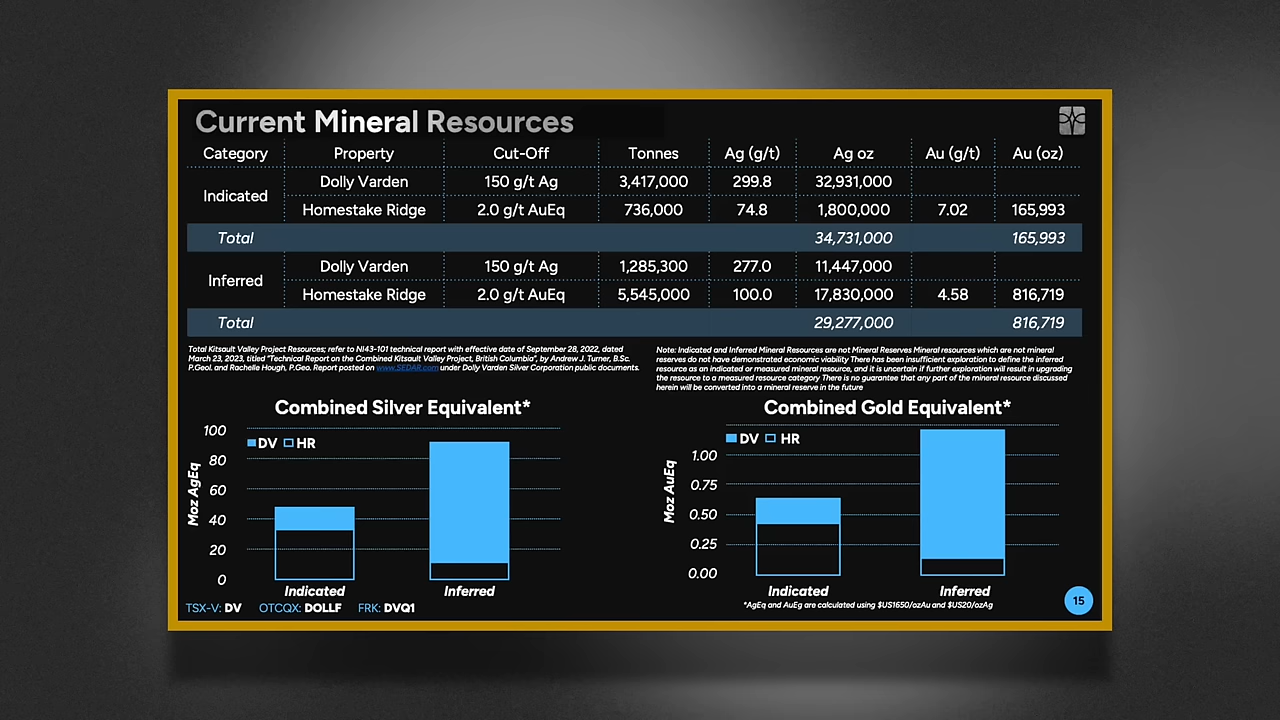 Current Mineral Resources
Category Property Cut-Off Tonnes Ag (g/t) Ag oz Au (g/t) Au (oz)
Indicated
Dolly Varden 150 g/t Ag 3,417,000 299.8 32,931,000
Homestake Ridge 2.0 g/t AuEq 736,000 74.8 1,800,000 7.02 165,993
Total 34,731,000 165,993
Inferred
Dolly Varden 150 g/t Ag 1,285,300 277.0 11,447,000
Homestake Ridge 2.0 g/t AuEq 5,545,000 100.0 17,830,000 4.58 816,719
Total 29,277,000 816,719
Total Kitsault Valley Project Resources; refer to NI43-101 technical report with effective date of September 28, 2022, dated
March 23, 2023, titled "Technical Report on the Combined Kitsault Valley Project, British Columbia", by Andrew J. Turner, B.Sc.
P.Geol. and Rachelle Hough, P.Geo. Report posted on www.SEDAR.com under Dolly Varden Silver Corporation public documents.
Note: Indicated and Inferred Mineral Resources are not Mineral Reserves Mineral resources which are not mineral
reserves do not have demonstrated economic viability There has been insufficient exploration to define the inferred
resource as an indicated or measured mineral resource, and it is uncertain if further exploration will result in upgrading
the resource to a measured resource category There is no guarantee that any part of the mineral resource discussed
herein will be converted into a mineral reserve in the future
Combined Silver Equivalent*
DV HR
Moz AgEq
100
80
60
40
20
0
Indicated Inferred
Combined Gold Equivalent*
DV HR
Moz AuEq
1.00
0.75
0.50
0.25
0.00
Indicated Inferred
*AgEq and AuEg are calculated using $US1650/ozAu and $US20/ozAg
TSX-V: DV OTCQX: DOLLF FRK: DVQ1
15